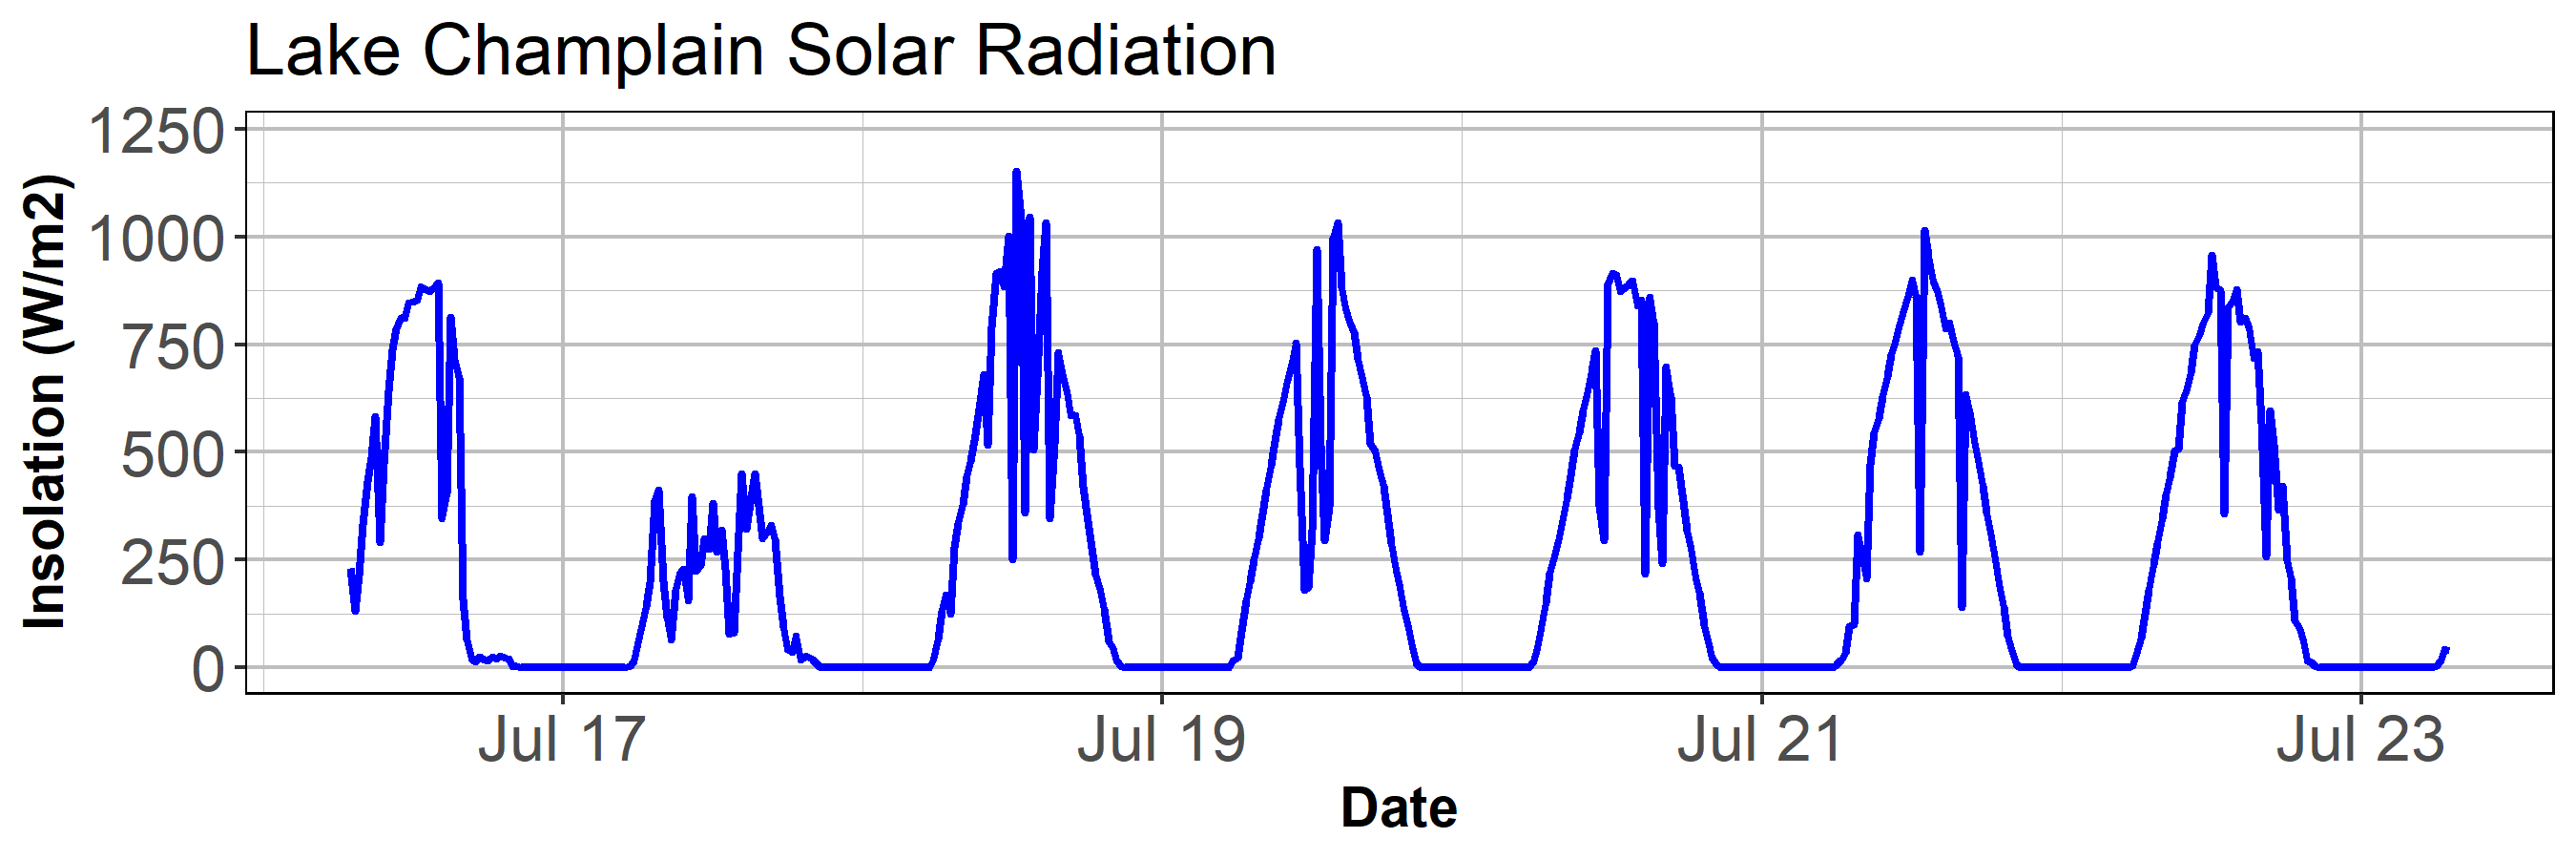 Lake Champlain Solar Radiation
Insolation (W/m2)
1250
1000
750
500
250
0
Jul 17
Jul 19
Jul 21
Jul 23
Date